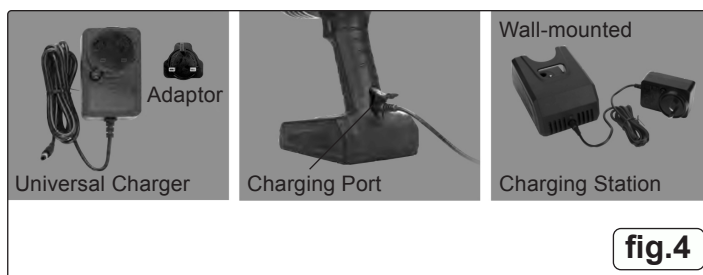 Adaptor
Universal Charger
Charging Port
Wall-mounted
Charging Station
fig.4